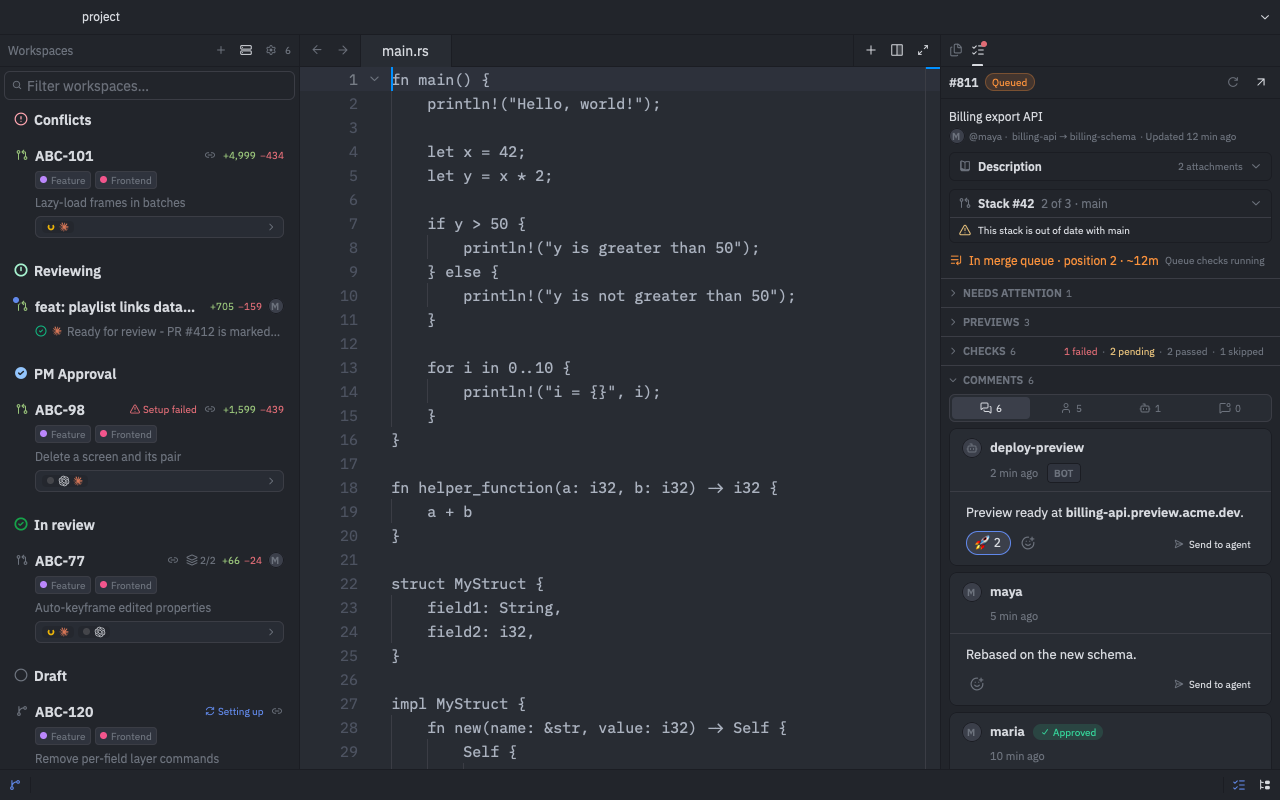 project
Workspaces
6
Filter workspaces...
Conflicts
ABC-101 +4,999 −434
Feature Frontend
Lazy-load frames in batches
Reviewing
feat: playlist links data... +705 −159 M
Ready for review - PR #412 is marked...
PM Approval
ABC-98 Setup failed +1,599 −439
Feature Frontend
Delete a screen and its pair
In review
ABC-77 2/2 +66 −24 M
Feature Frontend
Auto-keyframe edited properties
Draft
ABC-120 Setting up
Feature Frontend
Remove per-field layer commands
main.rs
1 fn main() {
2 println!("Hello, world!");
3
4 let x = 42;
5 let y = x * 2;
6
7 if y > 50 {
8 println!("y is greater than 50");
9 } else {
10 println!("y is not greater than 50");
11 }
12
13 for i in 0..10 {
14 println!("i = {}", i);
15 }
16 }
17
18 fn helper_function(a: i32, b: i32) -> i32 {
19 a + b
20 }
21
22 struct MyStruct {
23 field1: String,
24 field2: i32,
25 }
26
27 impl MyStruct {
28 fn new(name: &str, value: i32) -> Self {
29 Self {
#811 Queued
Billing export API
M @maya · billing-api → billing-schema · Updated 12 min ago
Description 2 attachments
Stack #42 2 of 3 · main
This stack is out of date with main
In merge queue · position 2 · ~12m Queue checks running
NEEDS ATTENTION 1
PREVIEWS 3
CHECKS 6 1 failed · 2 pending · 2 passed · 1 skipped
COMMENTS 6
6 5 1 0
deploy-preview
2 min ago BOT
Preview ready at billing-api.preview.acme.dev.
🚀 2 Send to agent
M maya
5 min ago
Rebased on the new schema.
Send to agent
M maria ✓ Approved
10 min ago